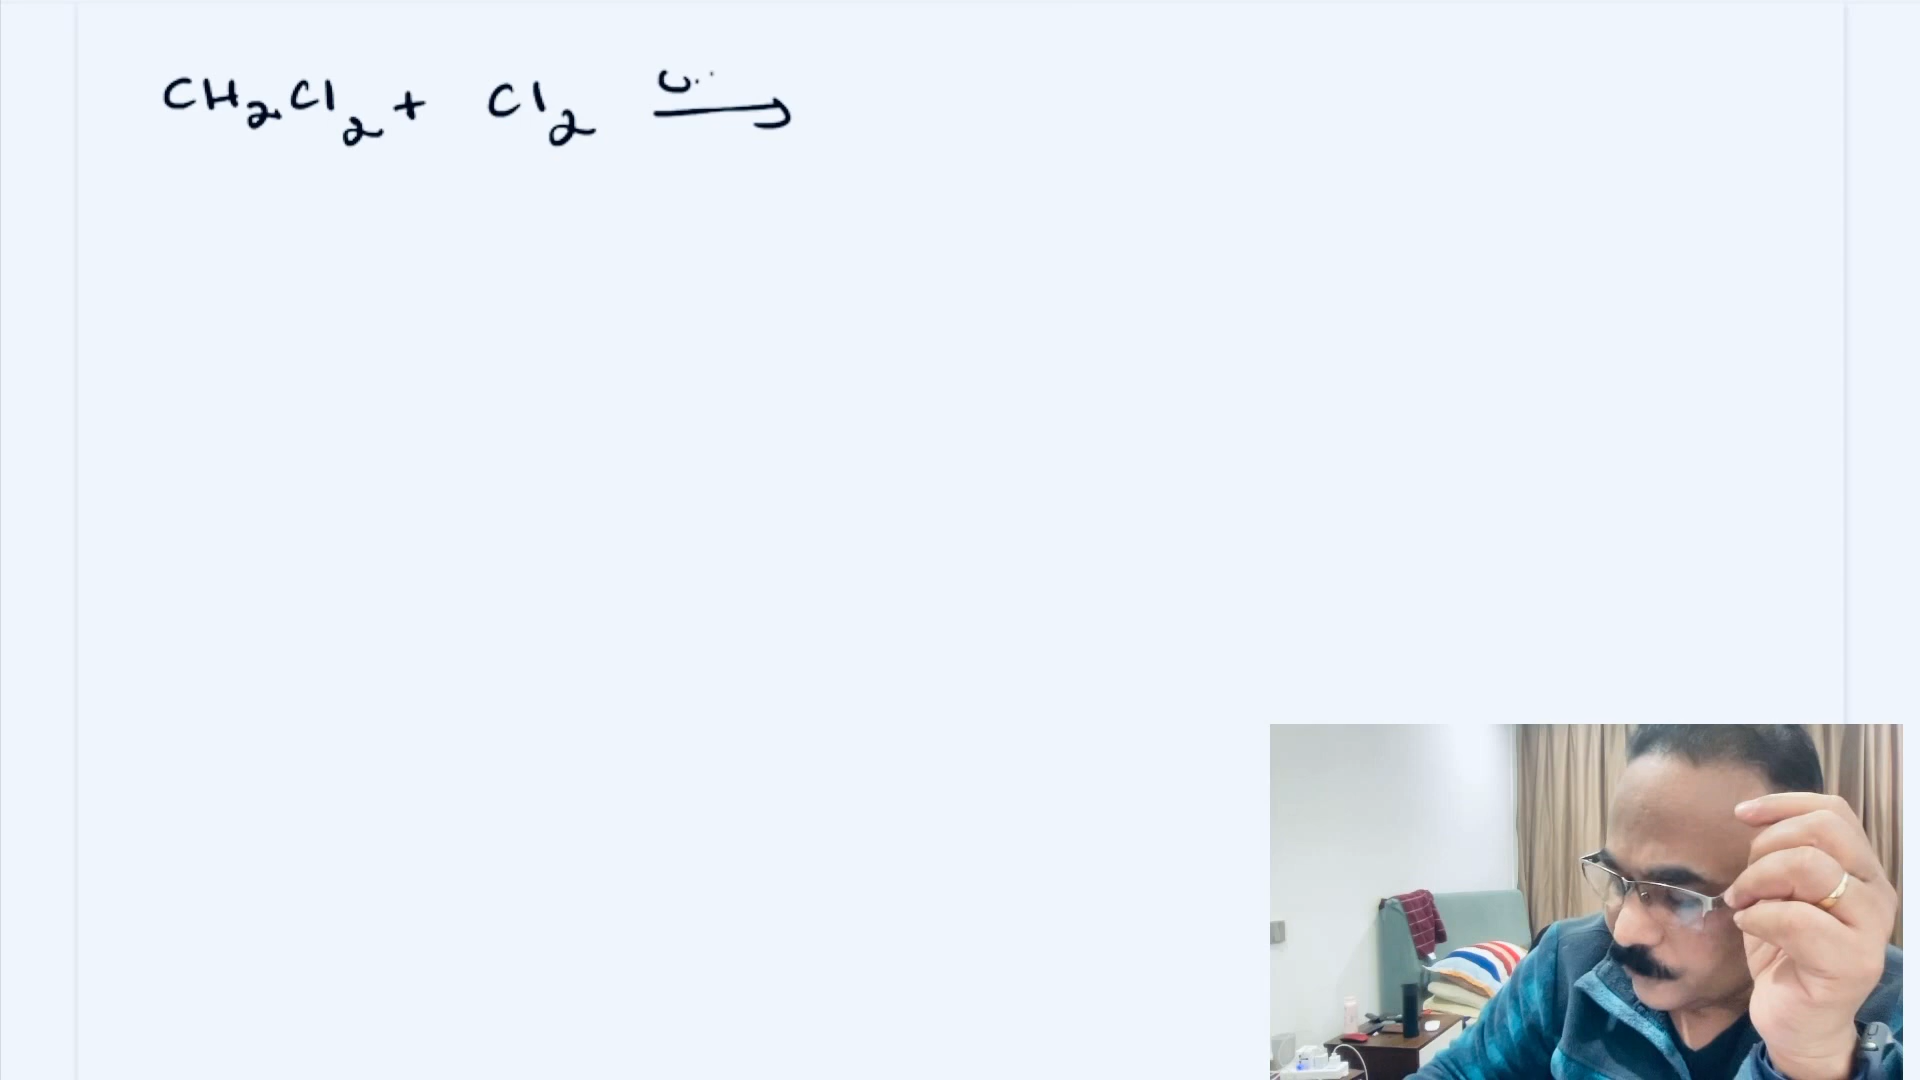 CH₂Cl₂ + Cl₂ →